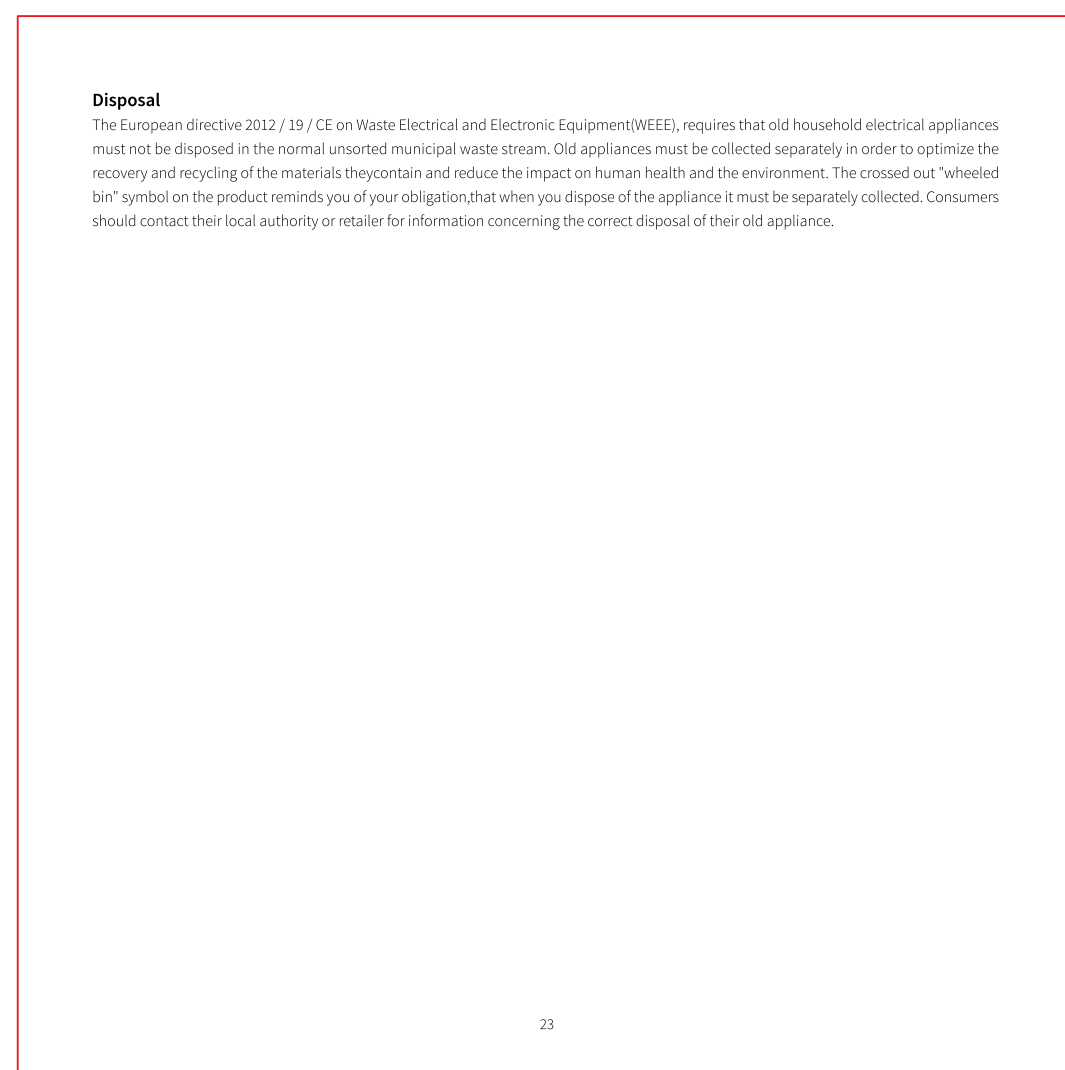 Disposal
The European directive 2012 / 19 / CE on Waste Electrical and Electronic Equipment(WEEE), requires that old household electrical appliances
must not be disposed in the normal unsorted municipal waste stream. Old appliances must be collected separately in order to optimize the
recovery and recycling of the materials theycontain and reduce the impact on human health and the environment. The crossed out "wheeled
bin" symbol on the product reminds you of your obligation,that when you dispose of the appliance it must be separately collected. Consumers
should contact their local authority or retailer for information concerning the correct disposal of their old appliance.
23